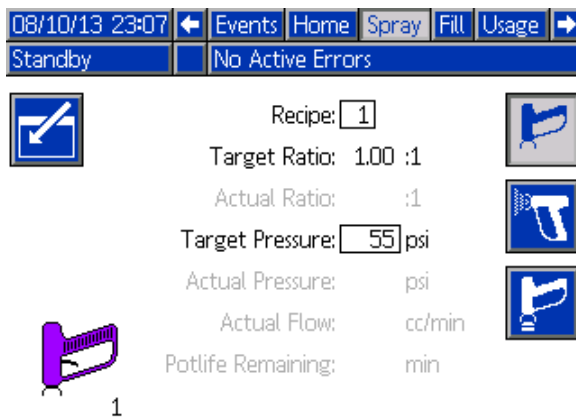 08/10/13 23:07 Events Home Spray Fill Usage
Standby No Active Errors
Recipe: 1
Target Ratio: 1.00 :1
Actual Ratio: :1
Target Pressure: 55 psi
Actual Pressure: psi
Actual Flow: cc/min
Potlife Remaining: min
1